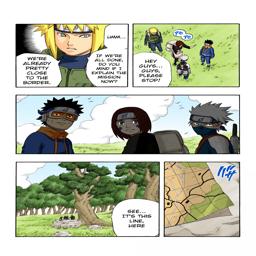 UMM...
IF WE'RE
ALL DONE,
DO YOU
MIND IF I
EXPLAIN THE
MISSION
NOW?
WE'RE
ALREADY
PRETTY
CLOSE
TO THE
BORDER.
HEY
GUYS...
GUYS,
PLEASE
STOP!
SEE...
IT'S THIS
LINE,
HERE